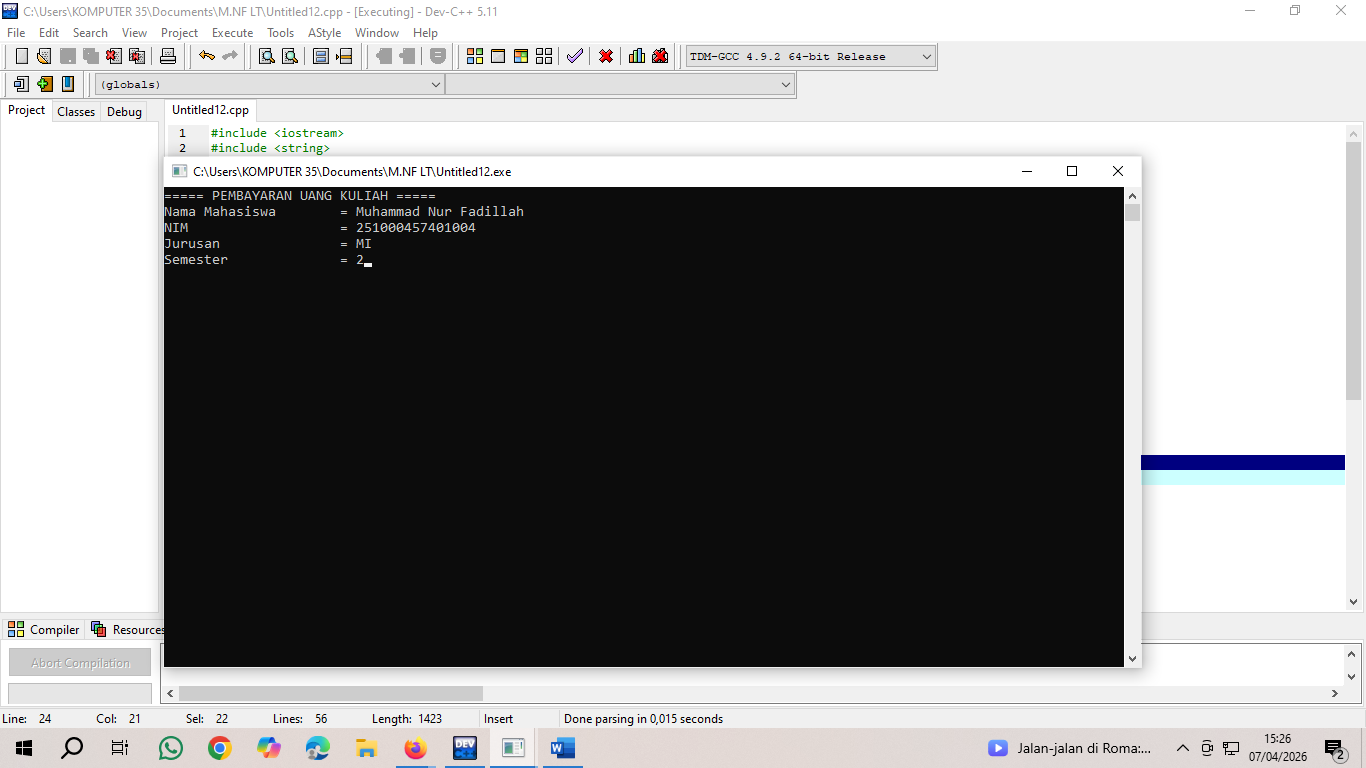 C:\Users\KOMPUTER 35\Documents\M.NF LT\Untitled12.cpp - [Executing] - Dev-C++ 5.11
File Edit Search View Project Execute Tools AStyle Window Help
TDM-GCC 4.9.2 64-bit Release
(globals)
Project Classes Debug
Untitled12.cpp
1 #include <iostream>
2 #include <string>
C:\Users\KOMPUTER 35\Documents\M.NF LT\Untitled12.exe
===== PEMBAYARAN UANG KULIAH =====
Nama Mahasiswa = Muhammad Nur Fadillah
NIM = 251000457401004
Jurusan = MI
Semester = 2
Compiler Resources
Abort Compilation
Line: 24 Col: 21 Sel: 22 Lines: 56 Length: 1423 Insert Done parsing in 0,015 seconds
DEV
Jalan-jalan di Roma:...
15:26
07/04/2026
2